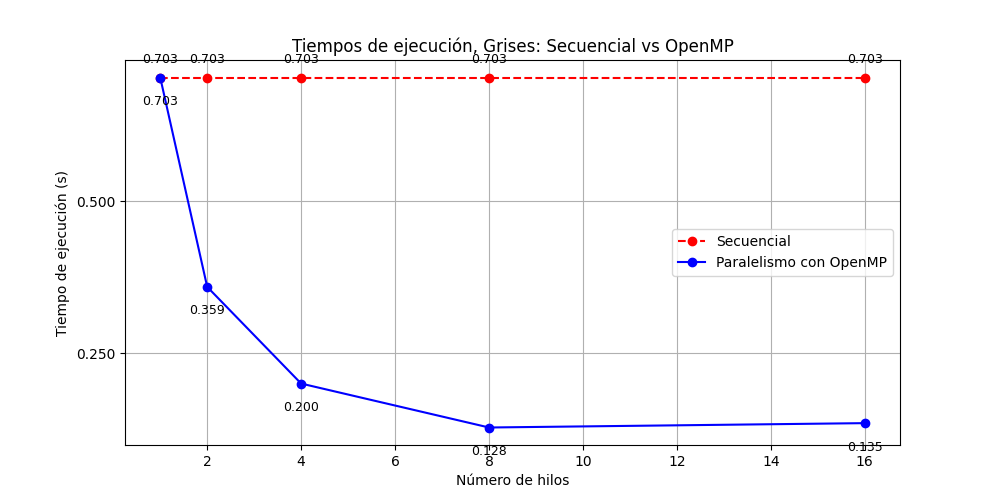 Tiempos de ejecución, Grises: Secuencial vs OpenMP
0.703 0.703 0.703 0.703 0.703
0.703
0.500
Secuencial
Paralelismo con OpenMP
0.359
0.250
0.200
0.128
0.135
2 4 6 8 10 12 14 16
Número de hilos
Tiempo de ejecución (s)